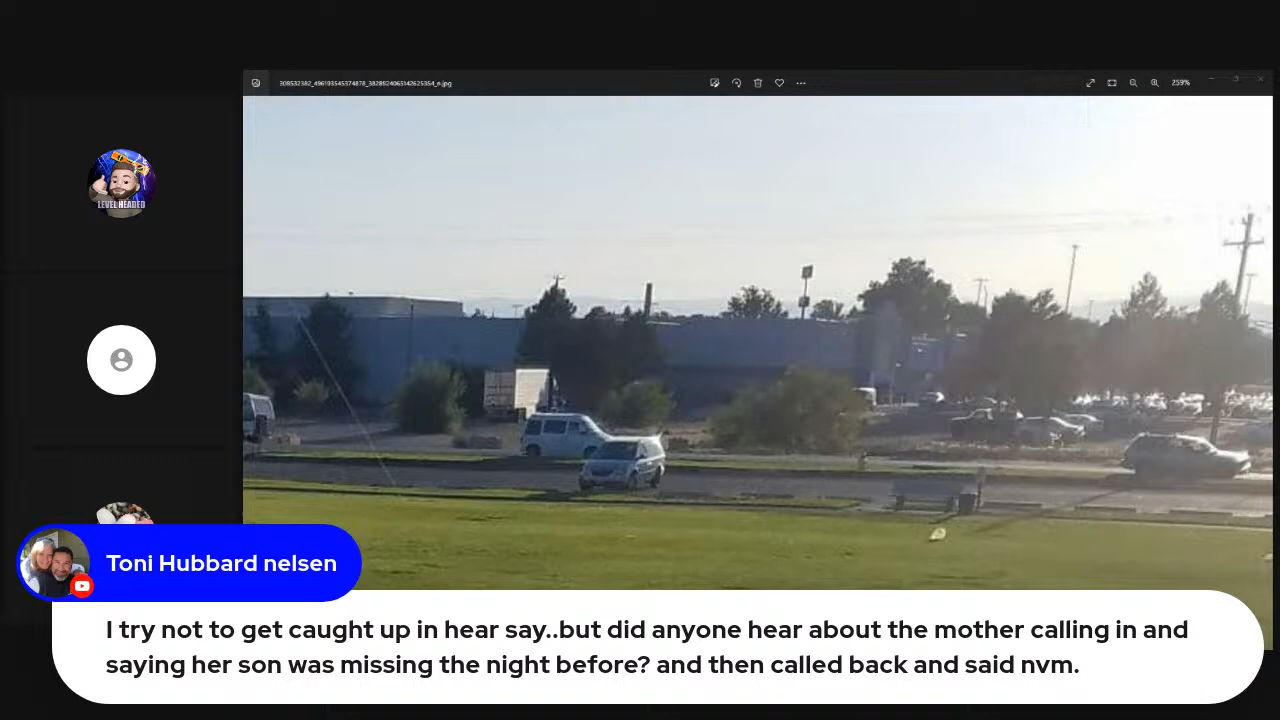 259%
LEVEL HEADED
Toni Hubbard nelsen
I try not to get caught up in hear say..but did anyone hear about the mother calling in and
saying her son was missing the night before? and then called back and said nvm.